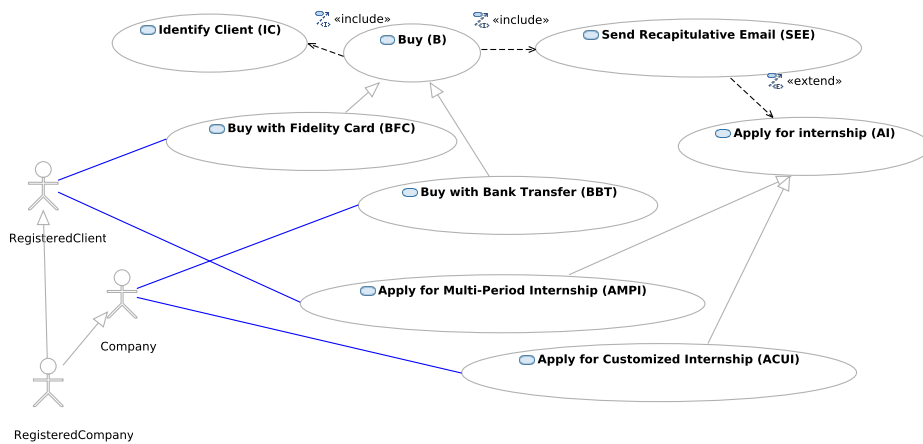 «include»
«include»
Identify Client (IC)
Buy (B)
Send Recapitulative Email (SEE)
«extend»
Buy with Fidelity Card (BFC)
Apply for internship (AI)
Buy with Bank Transfer (BBT)
RegisteredClient
Apply for Multi-Period Internship (AMPI)
Company
Apply for Customized Internship (ACUI)
RegisteredCompany